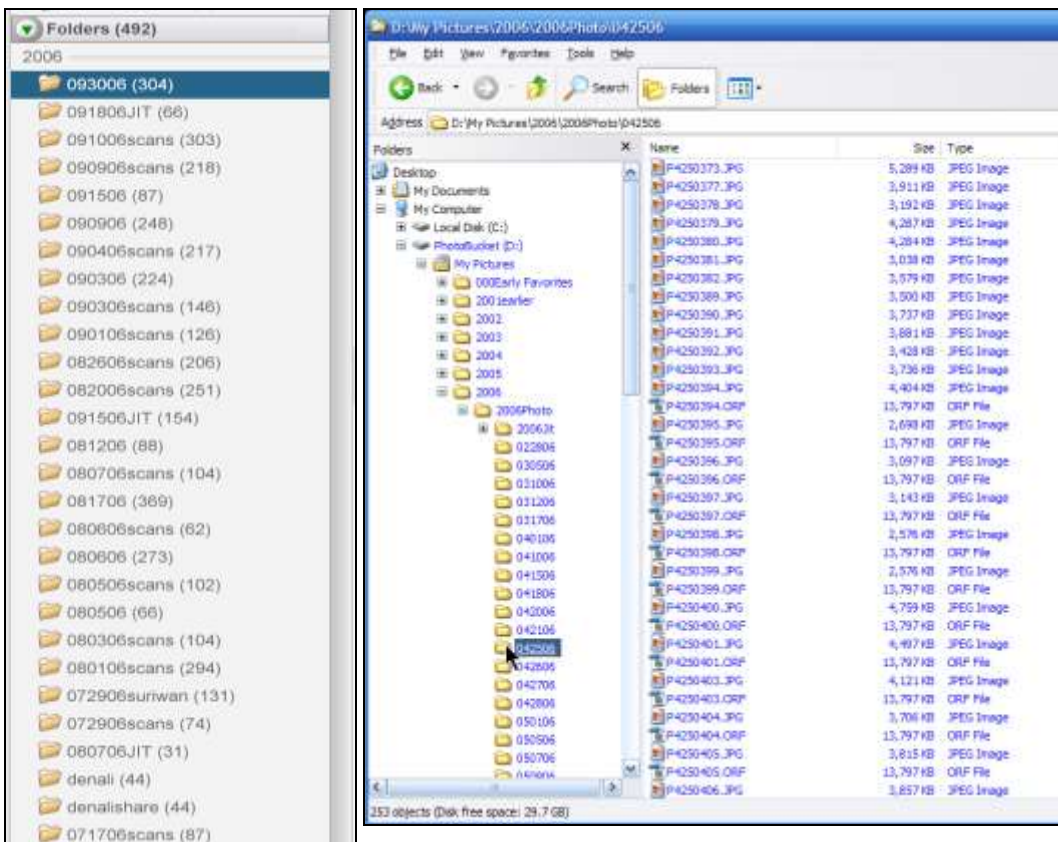 Folders (492)
2006
093006 (304)
091806JIT (66)
091006scans (303)
090906scans (218)
091506 (87)
090906 (248)
090406scans (217)
090306 (224)
090306scans (146)
090106scans (126)
082606scans (206)
082006scans (251)
091506JIT (154)
081206 (88)
080706scans (104)
081706 (369)
080606scans (62)
080606 (273)
080506scans (102)
080506 (66)
080306scans (104)
080106scans (294)
072906suriwan (131)
072906scans (74)
080706JIT (31)
denali (44)
denalishare (44)
071706scans (87)
D:\My Pictures\2006\2006Photo\042506
File Edit View Favorites Tools Help
Back Search Folders
Address D:\My Pictures\2006\2006Photo\042506
Folders x
Desktop
My Documents
My Computer
Local Disk (C:)
PhotoBucket (D:)
My Pictures
000Early Favorites
2001earlier
2002
2003
2004
2005
2006
2006Photo
2006Jit
022806
030506
031006
031206
031706
040106
041006
041506
041806
042006
042106
042506
042606
042706
042806
050106
050506
050706
050906
Name Size Type
P4250373.JPG 5,289 KB JPEG Image
P4250377.JPG 3,911 KB JPEG Image
P4250378.JPG 3,192 KB JPEG Image
P4250379.JPG 4,287 KB JPEG Image
P4250380.JPG 4,284 KB JPEG Image
P4250381.JPG 3,038 KB JPEG Image
P4250382.JPG 3,579 KB JPEG Image
P4250389.JPG 3,500 KB JPEG Image
P4250390.JPG 3,737 KB JPEG Image
P4250391.JPG 3,881 KB JPEG Image
P4250392.JPG 3,428 KB JPEG Image
P4250393.JPG 3,736 KB JPEG Image
P4250394.JPG 4,404 KB JPEG Image
P4250394.ORF 13,797 KB ORF File
P4250395.JPG 2,698 KB JPEG Image
P4250395.ORF 13,797 KB ORF File
P4250396.JPG 3,097 KB JPEG Image
P4250396.ORF 13,797 KB ORF File
P4250397.JPG 3,143 KB JPEG Image
P4250397.ORF 13,797 KB ORF File
P4250398.JPG 2,576 KB JPEG Image
P4250398.ORF 13,797 KB ORF File
P4250399.JPG 2,576 KB JPEG Image
P4250399.ORF 13,797 KB ORF File
P4250400.JPG 4,759 KB JPEG Image
P4250400.ORF 13,797 KB ORF File
P4250401.JPG 4,497 KB JPEG Image
P4250401.ORF 13,797 KB ORF File
P4250403.JPG 4,121 KB JPEG Image
P4250403.ORF 13,797 KB ORF File
P4250404.JPG 3,706 KB JPEG Image
P4250404.ORF 13,797 KB ORF File
P4250405.JPG 3,815 KB JPEG Image
P4250405.ORF 13,797 KB ORF File
P4250406.JPG 3,857 KB JPEG Image
253 objects (Disk free space: 29.7 GB)